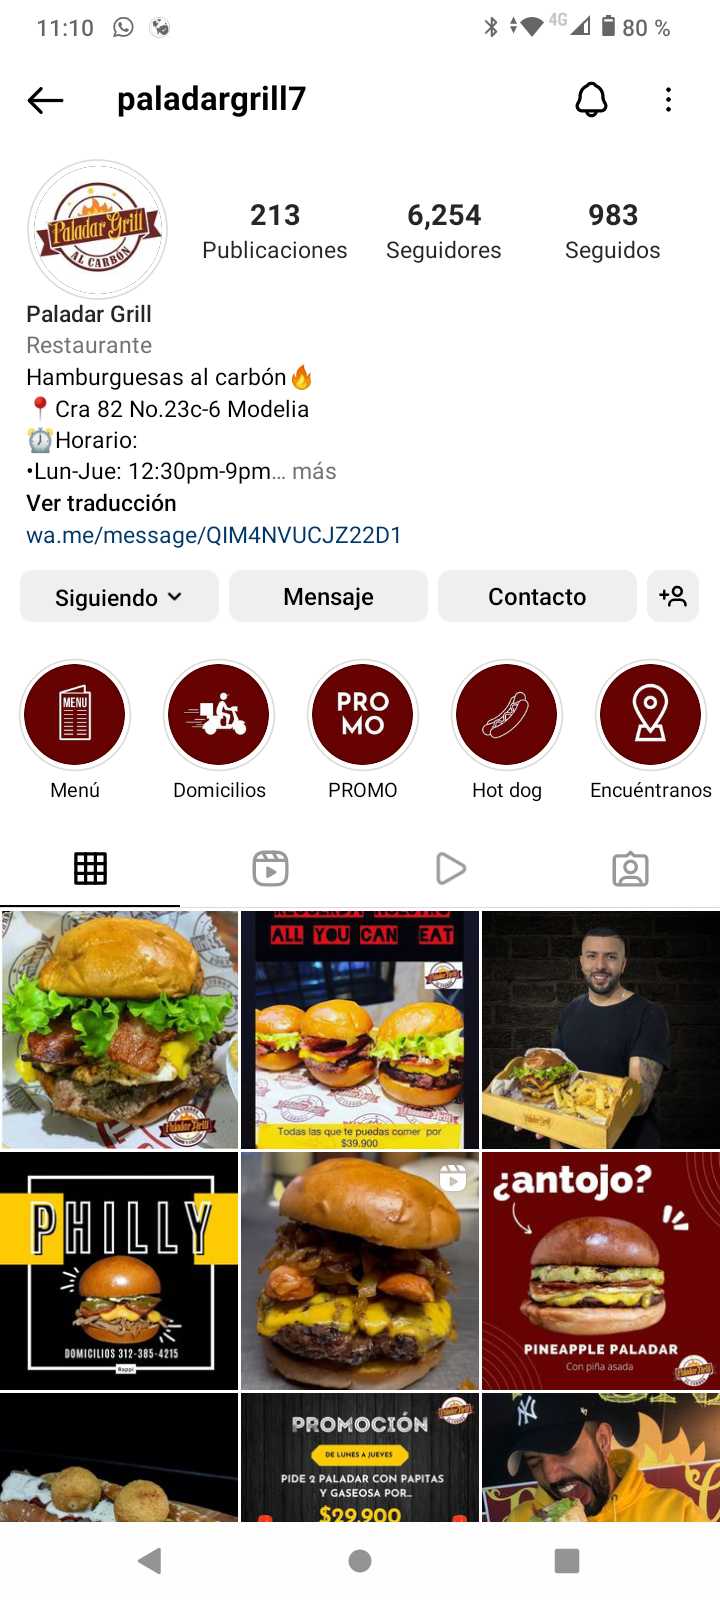 11:10
4G
80 %
paladargrill7
Paladar Grill
AL CARBÓN
213
Publicaciones
6,254
Seguidores
983
Seguidos
Paladar Grill
Restaurante
Hamburguesas al carbón
Cra 82 No.23c-6 Modelia
Horario:
•Lun-Jue: 12:30pm-9pm... más
Ver traducción
wa.me/message/QIM4NVUCJZ22D1
Siguiendo
Mensaje
Contacto
MENU
PRO
MO
Menú
Domicilios
PROMO
Hot dog
Encuéntranos
ALL YOU CAN EAT
Todas las que te puedas comer por
$39.900
PHILLY
DOMICILIOS 312-385-4215
Rappi
¿antojo?
PINEAPPLE PALADAR
Con piña asada
Paladar Grill
PROMOCIÓN
DE LUNES A JUEVES
PIDE 2 PALADAR CON PAPITAS
Y GASEOSA POR...
$29.900
NY